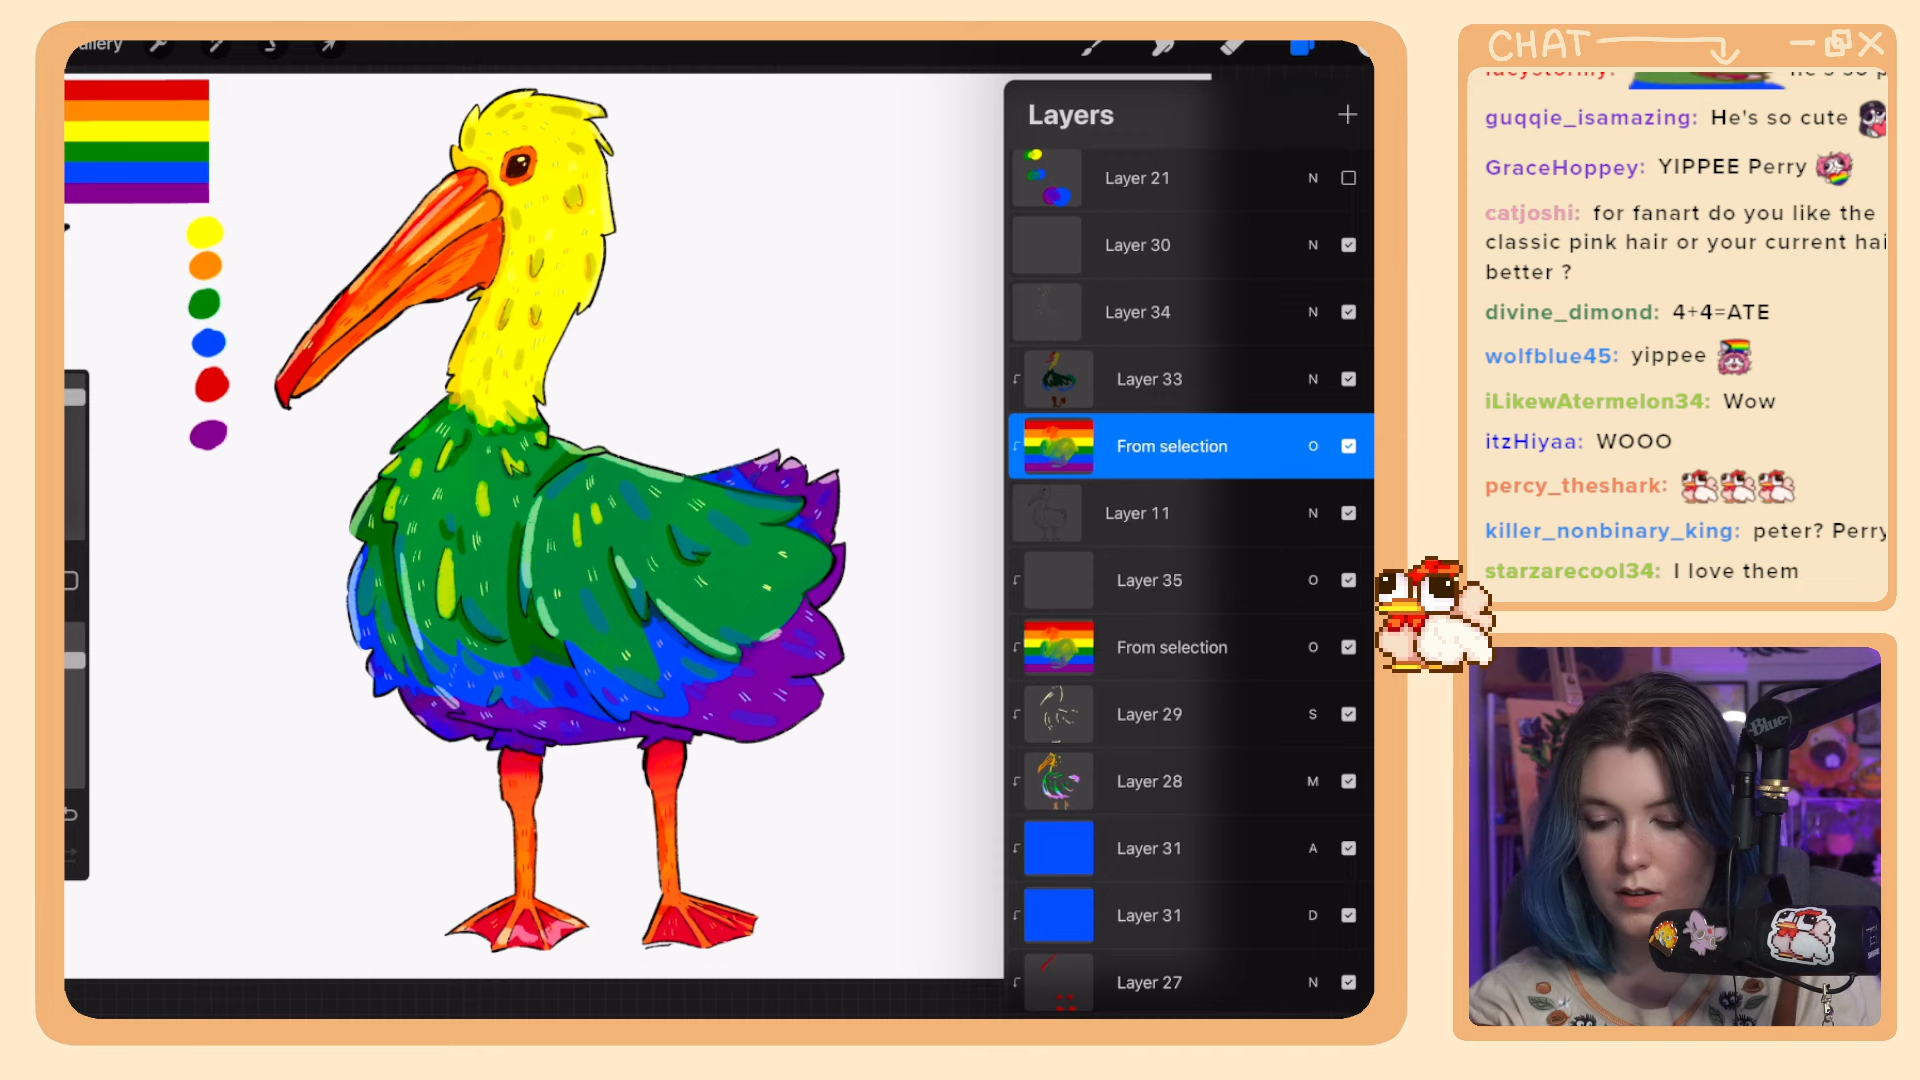 allery
Layers
Layer 21 N
Layer 30 N
Layer 34 N
Layer 33 N
From selection O
Layer 11 N
Layer 35 O
From selection O
Layer 29 S
Layer 28 M
Layer 31 A
Layer 31 D
Layer 27 N
CHAT
guqqie_isamazing: He's so cute
GraceHoppey: YIPPEE Perry
catjoshi: for fanart do you like the
classic pink hair or your current hai
better ?
divine_dimond: 4+4=ATE
wolfblue45: yippee
iLikewAtermelon34: Wow
itzHiyaa: WOOO
percy_theshark:
killer_nonbinary_king: peter? Perry
starzarecool34: I love them
Blue